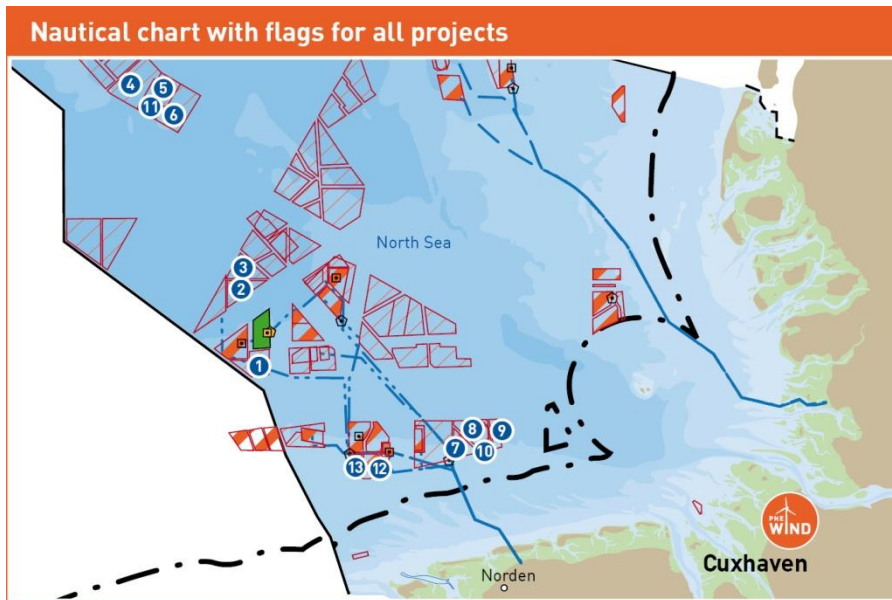 Nautical chart with flags for all projects
4
5
11
6
North Sea
3
2
1
8
9
7
10
13
12
PNE
WIND
Cuxhaven
Norden